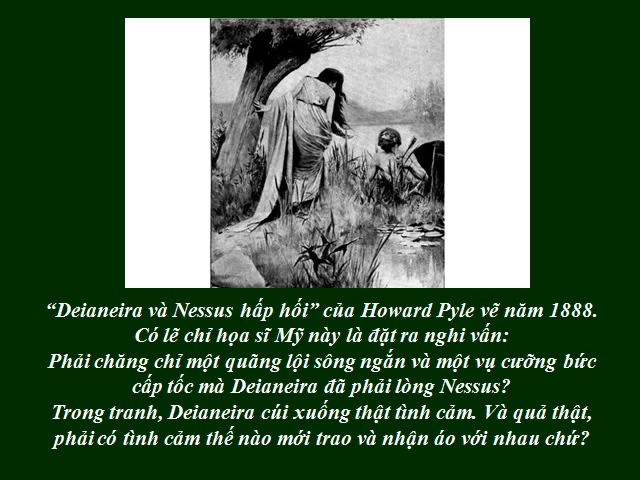 “Deianeira và Nessus hấp hối” của Howard Pyle vẽ năm 1888.
Có lẽ chỉ họa sĩ Mỹ này là đặt ra nghi vấn:
Phải chăng chỉ một quãng lội sông ngắn và một vụ cưỡng bức
cấp tốc mà Deianeira đã phải lòng Nessus?
Trong tranh, Deianeira cúi xuống thật tình cảm. Và quả thật,
phải có tình cảm thế nào mới trao và nhận áo với nhau chứ?